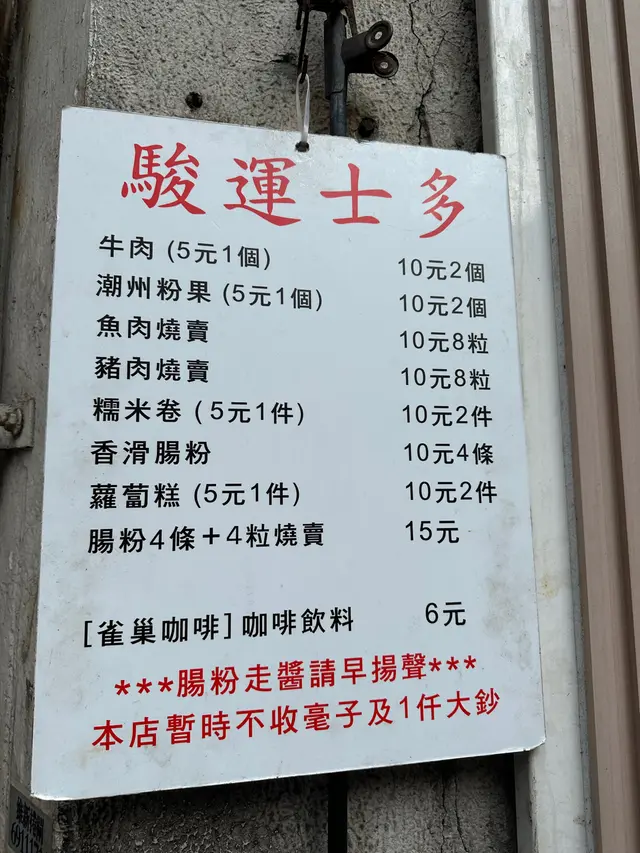 駿運士多
牛肉 (5元1個) 10元2個
潮州粉果 (5元1個) 10元2個
魚肉燒賣 10元8粒
豬肉燒賣 10元8粒
糯米卷 (5元1件) 10元2件
香滑腸粉 10元4條
蘿蔔糕 (5元1件) 10元2件
腸粉4條＋4粒燒賣 15元
[雀巢咖啡] 咖啡飲料 6元
***腸粉走醬請早揚聲***
本店暫時不收毫子及1仟大鈔